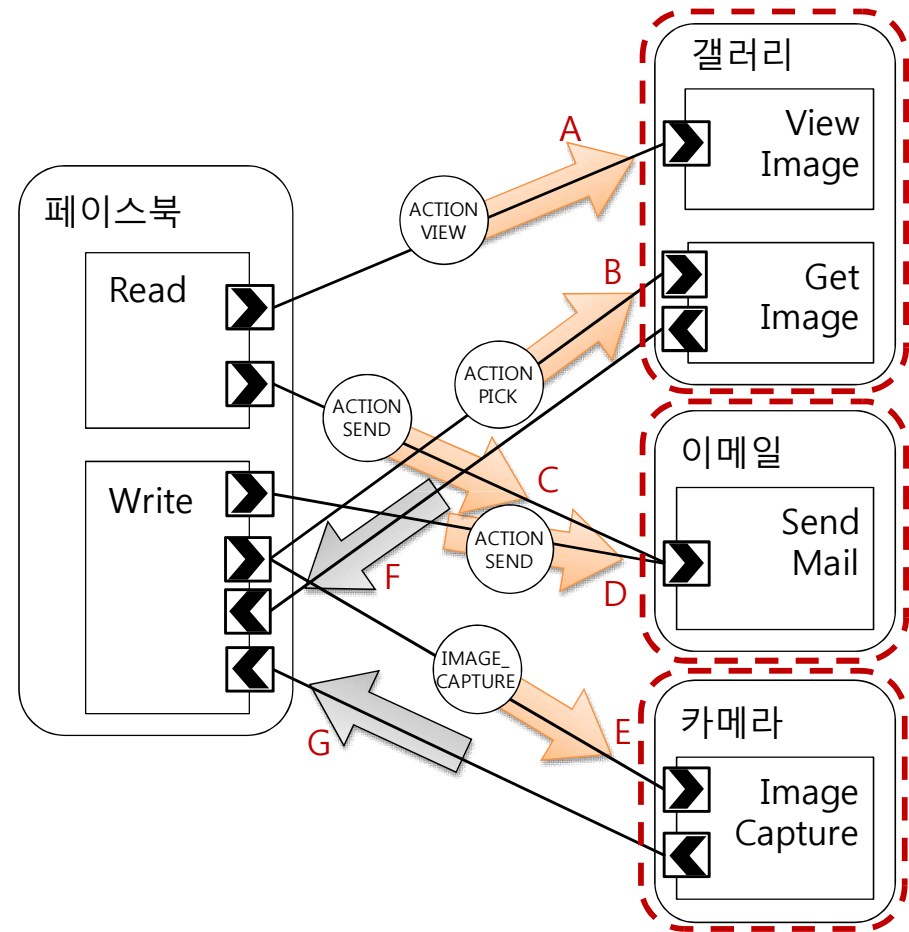 갤러리
View
Image
A
ACTION
VIEW
페이스북
Read
B
Get
Image
ACTION
PICK
ACTION
SEND
이메일
C
Write
Send
Mail
ACTION
SEND
F
D
IMAGE_
CAPTURE
카메라
E
G
Image
Capture